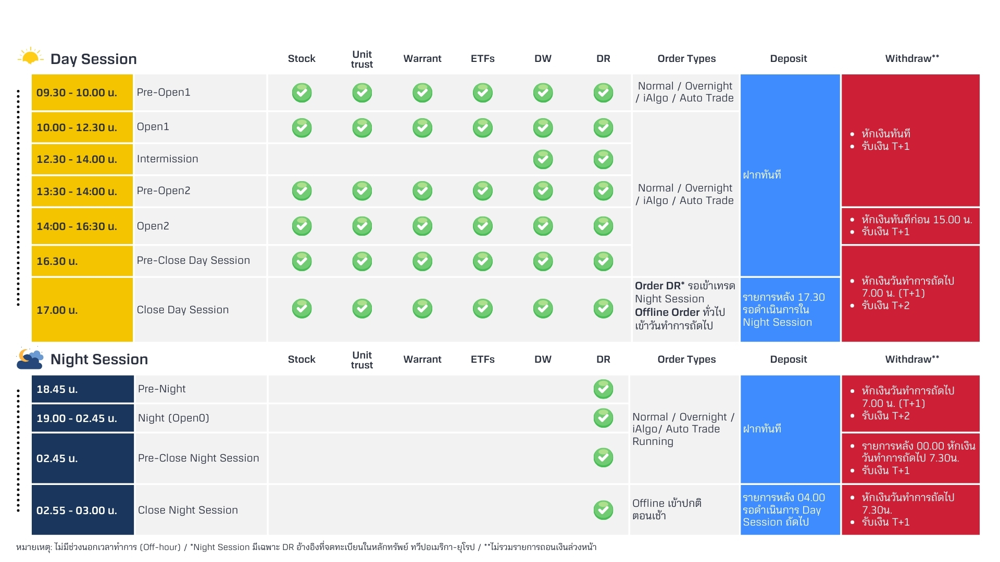 Day Session
Stock
Unit
trust
Warrant
ETFs
DW
DR
Order Types
Deposit
Withdraw**
09.30 - 10.00 น.
Pre-Open1
Normal / Overnight
/ iAlgo / Auto Trade
10.00 - 12.30 น.
Open1
12.30 - 14.00 น.
Intermission
13:30 - 14:00 น.
Pre-Open2
14:00 - 16:30 น.
Open2
16.30 น.
Pre-Close Day Session
Normal / Overnight
/ iAlgo / Auto Trade
ฝากทันที
หักเงินทันที
รับเงิน T+1
หักเงินทันทีก่อน 15.00 น.
รับเงิน T+1
17.00 น.
Close Day Session
Order DR* รอเข้าเทรด
Night Session
Offline Order ทั่วไป
เข้าวันทำการถัดไป
รายการหลัง 17.30
รอดำเนินการใน
Night Session
หักเงินวันทำการถัดไป
7.00 น. (T+1)
รับเงิน T+2
Night Session
Stock
Unit
trust
Warrant
ETFs
DW
DR
Order Types
Deposit
Withdraw**
18.45 น.
Pre-Night
19.00 - 02.45 น.
Night (Open0)
02.45 น.
Pre-Close Night Session
Normal / Overnight /
iAlgo/ Auto Trade
Running
ฝากทันที
หักเงินวันทำการถัดไป
7.00 น. (T+1)
รับเงิน T+2
รายการหลัง 00.00 หักเงิน
วันทำการถัดไป 7.30น.
รับเงิน T+1
02.55 - 03.00 น.
Close Night Session
Offline เข้าปกติ
ตอนเช้า
รายการหลัง 04.00
รอดำเนินการ Day
Session ถัดไป
หักเงินวันทำการถัดไป
7.30น.
รับเงิน T+1
หมายเหตุ: ไม่มีช่วงนอกเวลาทำการ (Off-hour) / *Night Session มีเฉพาะ DR อ้างอิงที่จดทะเบียนในหลักทรัพย์ ทวีปอเมริกา-ยุโรป / **ไม่รวมรายการถอนเงินล่วงหน้า